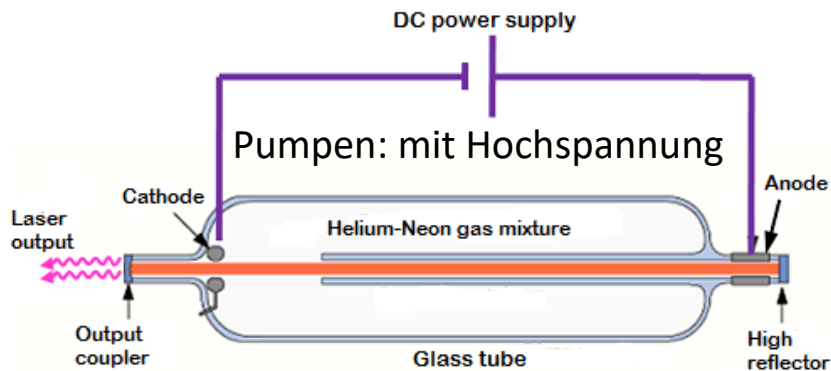 DC power supply
Pumpen: mit Hochspannung
Cathode
Anode
Laser
output
Helium-Neon gas mixture
Output
coupler
Glass tube
High
reflector